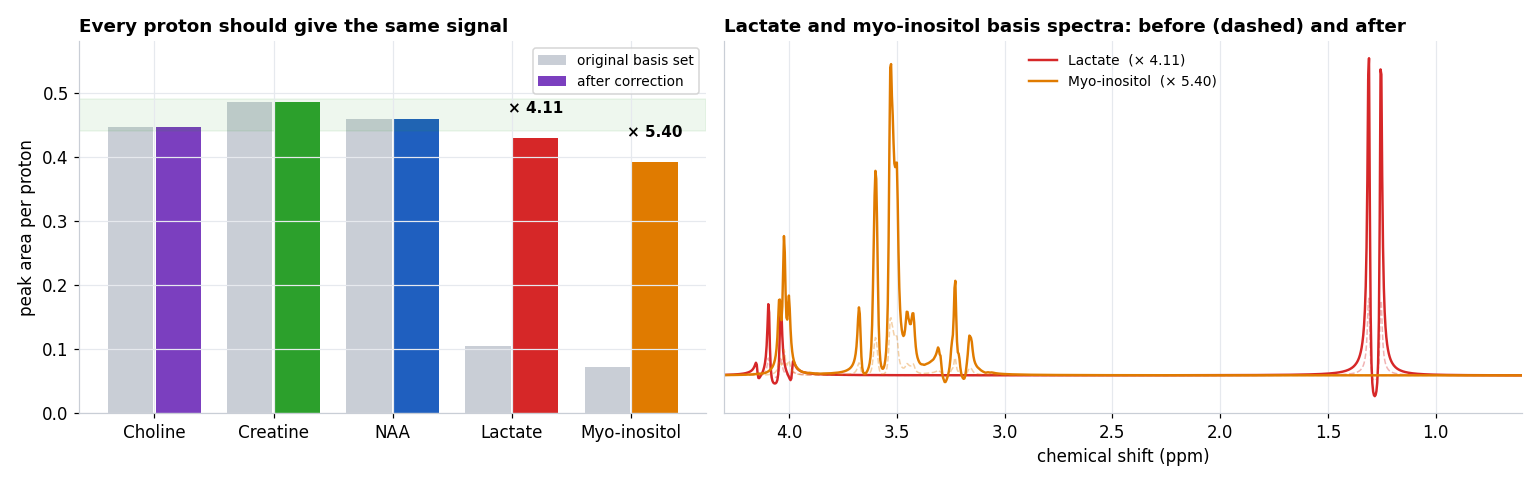 Every proton should give the same signal
peak area per proton
0.5
0.4
0.3
0.2
0.1
0.0
original basis set
after correction
× 4.11
× 5.40
Choline
Creatine
NAA
Lactate
Myo-inositol
Lactate and myo-inositol basis spectra: before (dashed) and after
Lactate (× 4.11)
Myo-inositol (× 5.40)
4.0
3.5
3.0
2.5
2.0
1.5
1.0
chemical shift (ppm)